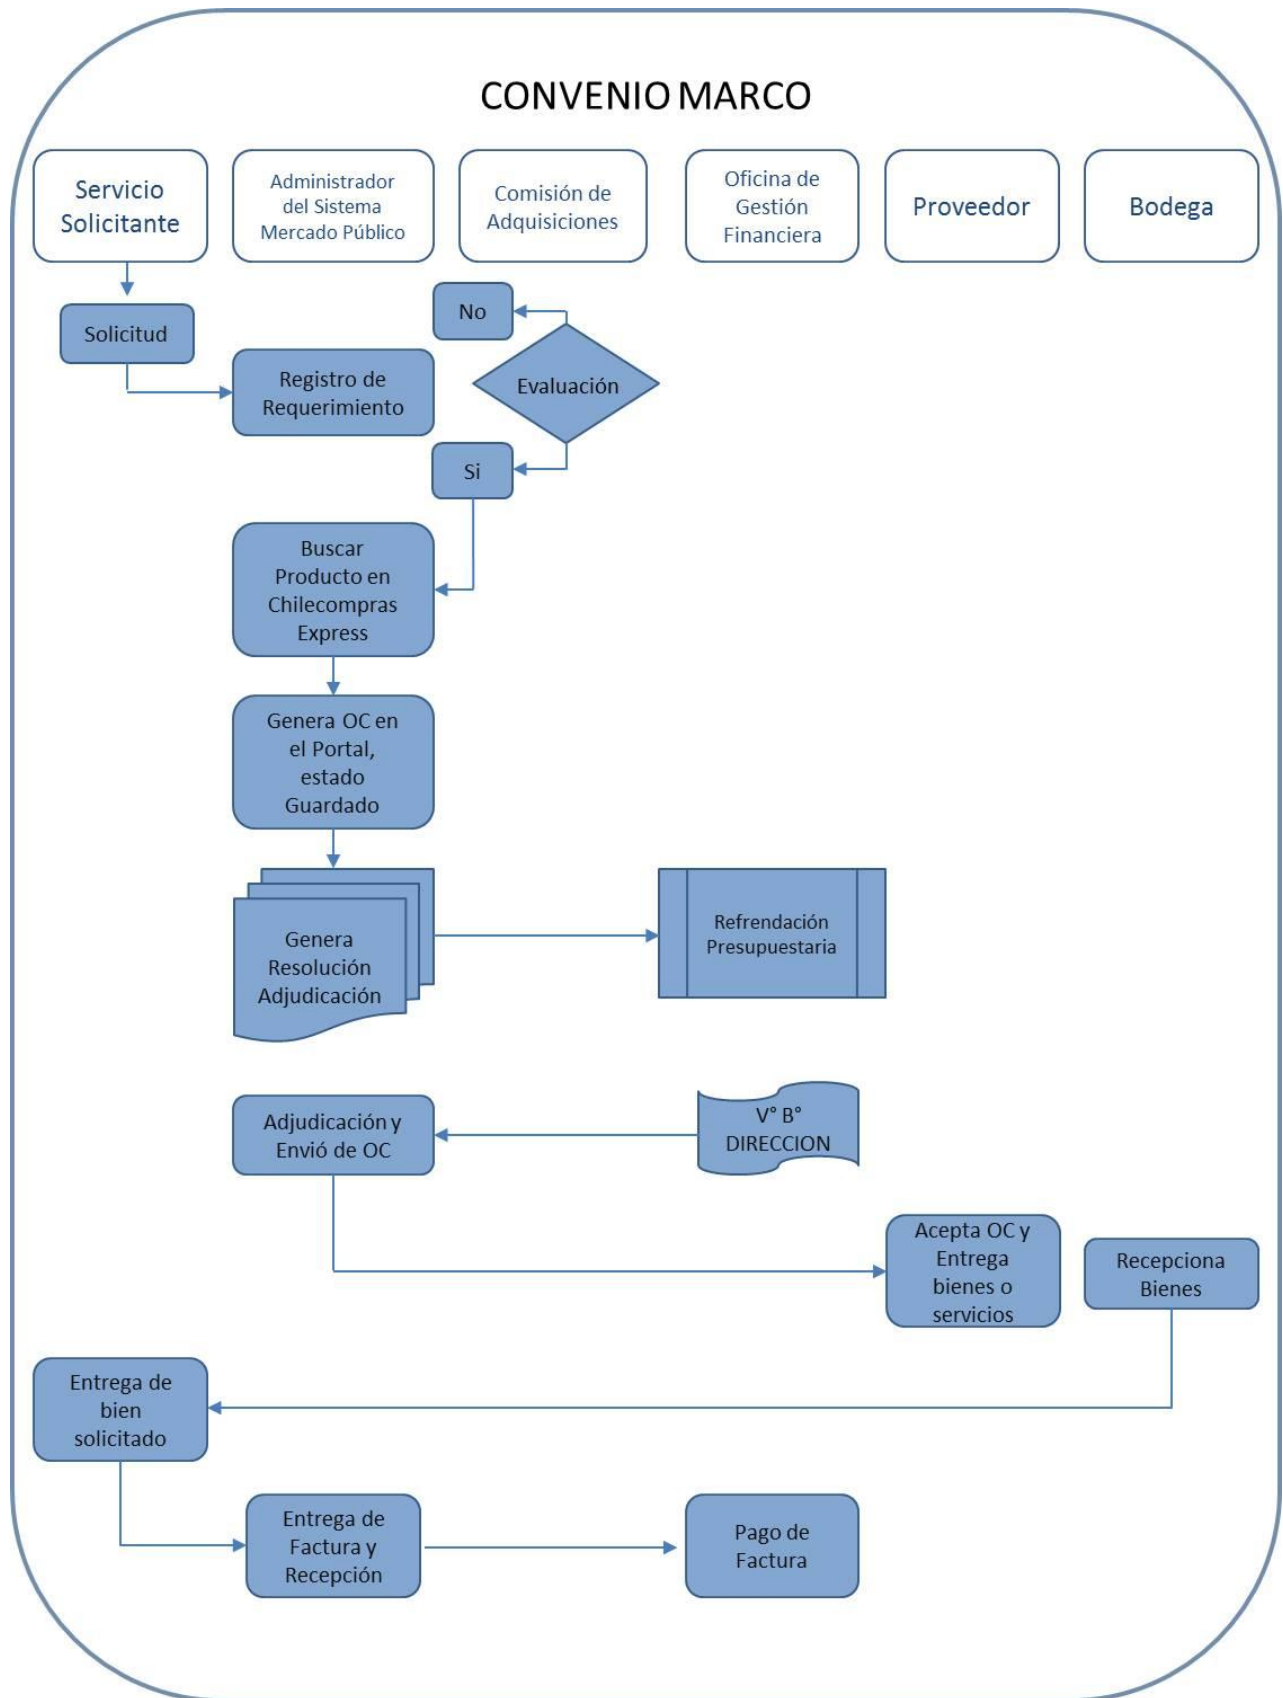 CONVENIO MARCO
Servicio
Solicitante
Administrador
del Sistema
Mercado Público
Comisión de
Adquisiciones
Oficina de
Gestión
Financiera
Proveedor
Bodega
Solicitud
No
Registro de
Requerimiento
Evaluación
Si
Buscar
Producto en
Chilecompras
Express
Genera OC en
el Portal,
estado
Guardado
Genera
Resolución
Adjudicación
Refrendación
Presupuestaria
Adjudicación y
Envió de OC
V° B°
DIRECCION
Acepta OC y
Entrega
bienes o
servicios
Recepciona
Bienes
Entrega de
bien
solicitado
Entrega de
Factura y
Recepción
Pago de
Factura